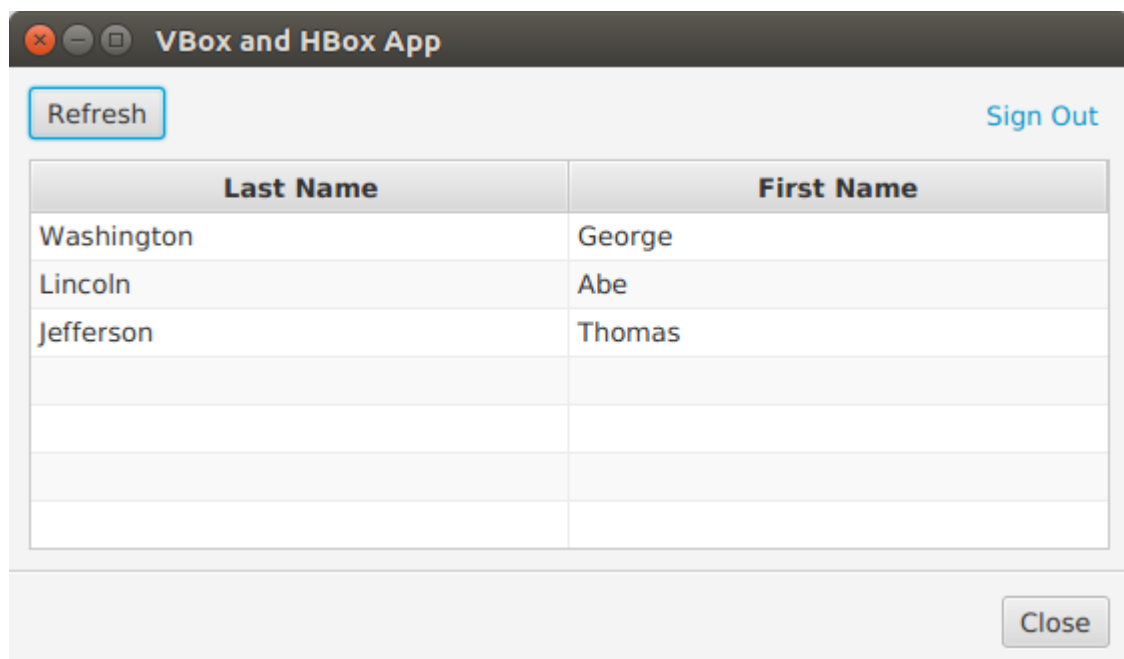 VBox and HBox App
Refresh Sign Out
Last Name First Name
Washington George
Lincoln Abe
Jefferson Thomas
Close